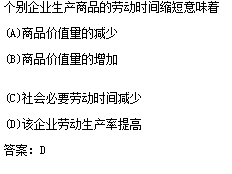 个别企业生产商品的劳动时间缩短意味着
(A)商品价值量的减少
(B)商品价值量的增加
(C)社会必要劳动时间减少
(D)该企业劳动生产率提高
答案：D